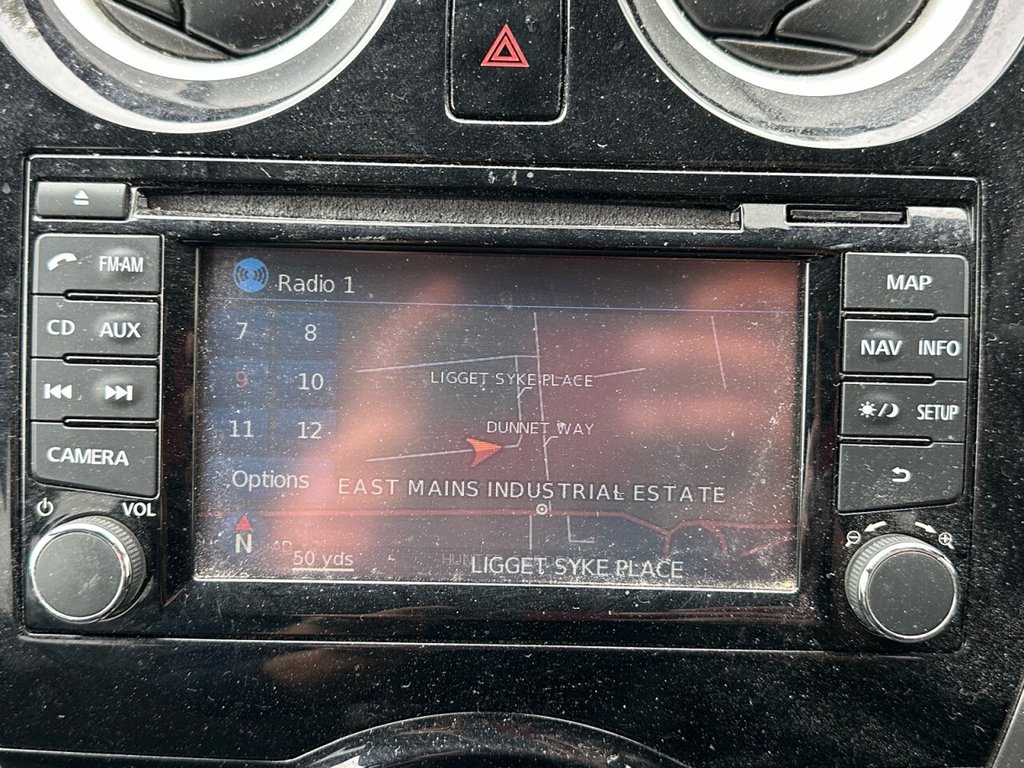 FM·AM
CD AUX
CAMERA
VOL
Radio 1
7 8
9 10
11 12
Options
N
50 yds
LIGGET SYKE PLACE
DUNNET WAY
EAST MAINS INDUSTRIAL ESTATE
LIGGET SYKE PLACE
MAP
NAV INFO
SETUP